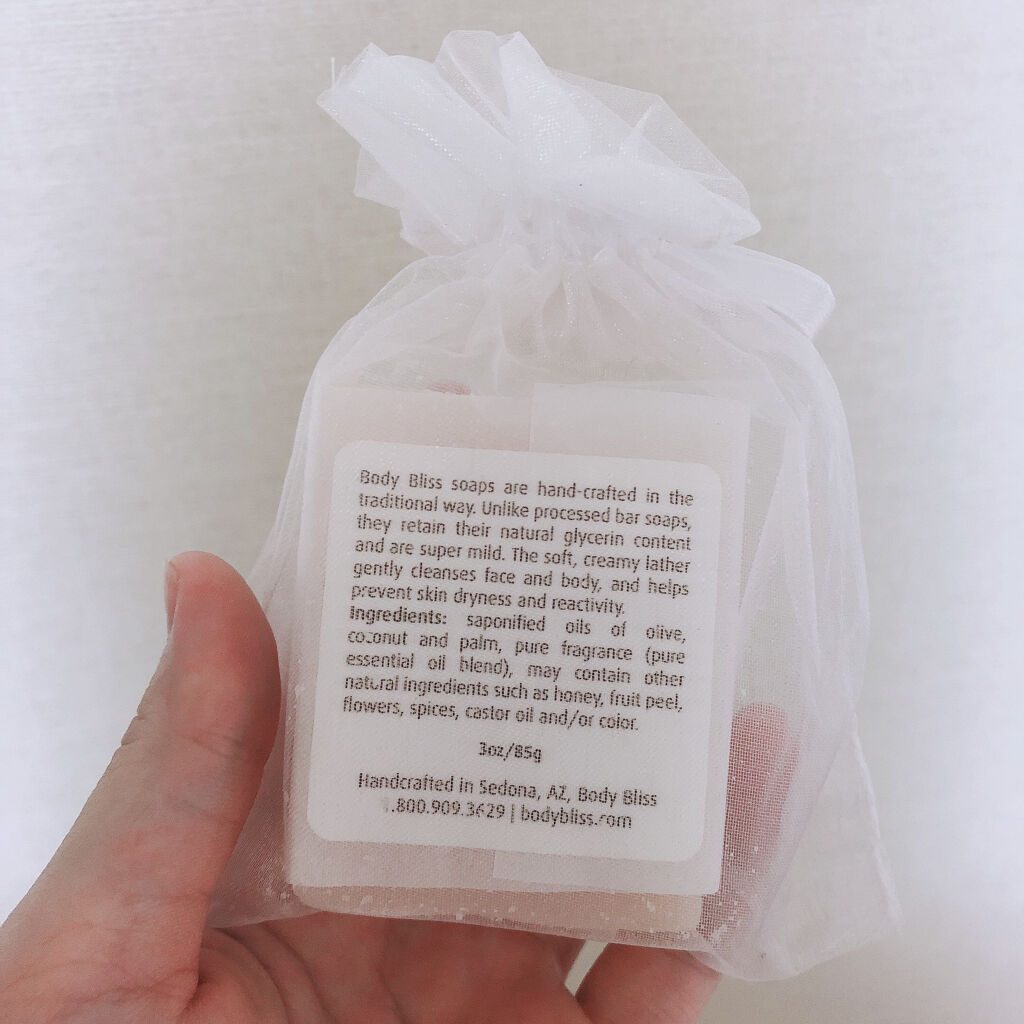 Body Bliss soaps are hand-crafted in the
traditional way. Unlike processed bar soaps,
they retain their natural glycerin content
and are super mild. The soft, creamy lather
gently cleanses face and body, and helps
prevent skin dryness and reactivity.
Ingredients: saponified oils of olive,
coconut and palm, pure fragrance (pure
essential oil blend), may contain other
natural ingredients such as honey, fruit peel,
flowers, spices, castor oil and/or color.
3oz/85g
Handcrafted in Sedona, AZ, Body Bliss
1.800.909.3629 | bodybliss.com